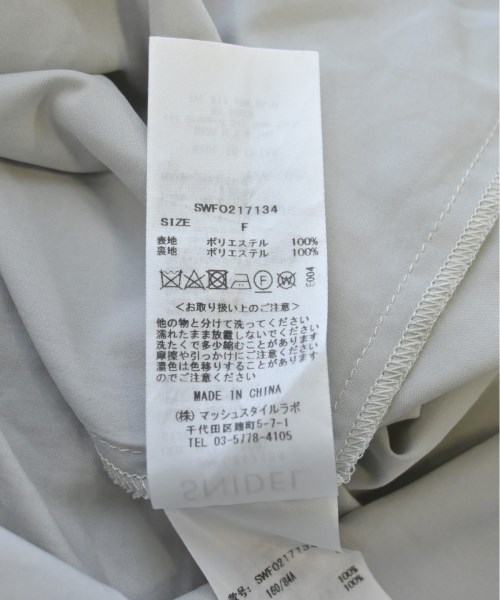 SWFO217134
SIZE F
表地 ポリエステル 100%
裏地 ポリエステル 100%
F W
E004
<お取り扱い上のご注意>
他の物と分けて洗ってください
濡れたまま放置しないでください
洗たくで多少縮むことがあります
摩擦や引っかけにご注意ください
濃色は色移りすることがあります
のでご注意ください
MADE IN CHINA
(株) マッシュスタイルラボ
千代田区麹町5-7-1
TEL 03-5778-4105
SNIDEL
号: SWFO21713
160/84A
100%
100%